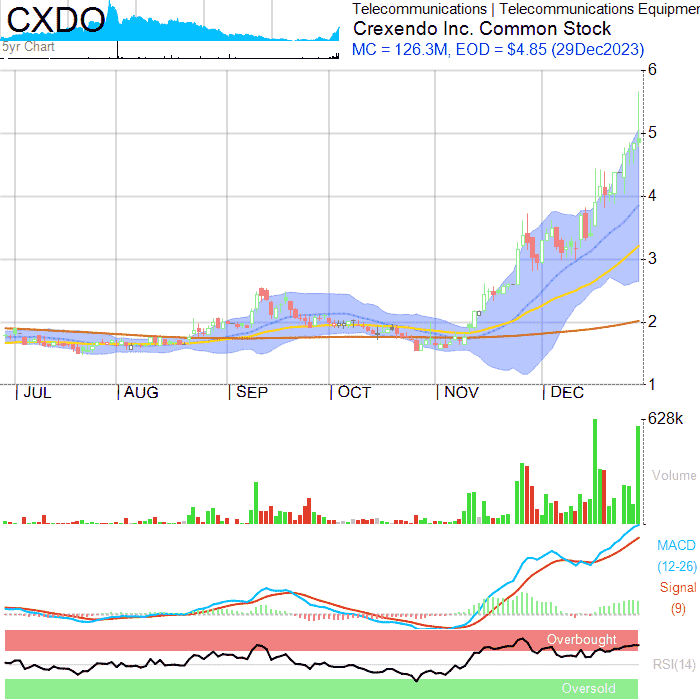 CXDO
5yr Chart
Telecommunications | Telecommunications Equipmen
Crexendo Inc. Common Stock
MC = 126.3M, EOD = $4.85 (29Dec2023)
6
5
4
3
2
1
JUL
AUG
SEP
OCT
NOV
DEC
628k
Volume
MACD
(12-26)
Signal
(9)
Overbought
RSI(14)
Oversold